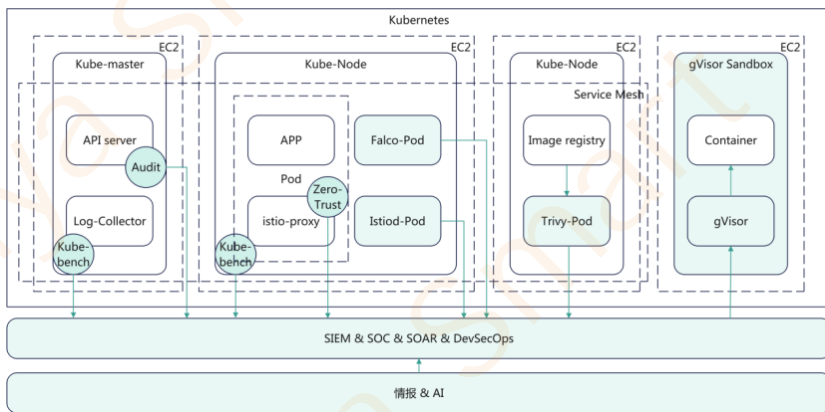 Kubernetes
EC2
Kube-master
API server
Audit
Log-Collector
Kube-
bench
EC2
Kube-Node
APP
Pod
Zero-
Trust
istio-proxy
Kube-
bench
Falco-Pod
Istiod-Pod
EC2
Kube-Node
Service Mesh
Image registry
Trivy-Pod
EC2
gVisor Sandbox
Container
gVisor
SIEM & SOC & SOAR & DevSecOps
情报 & AI